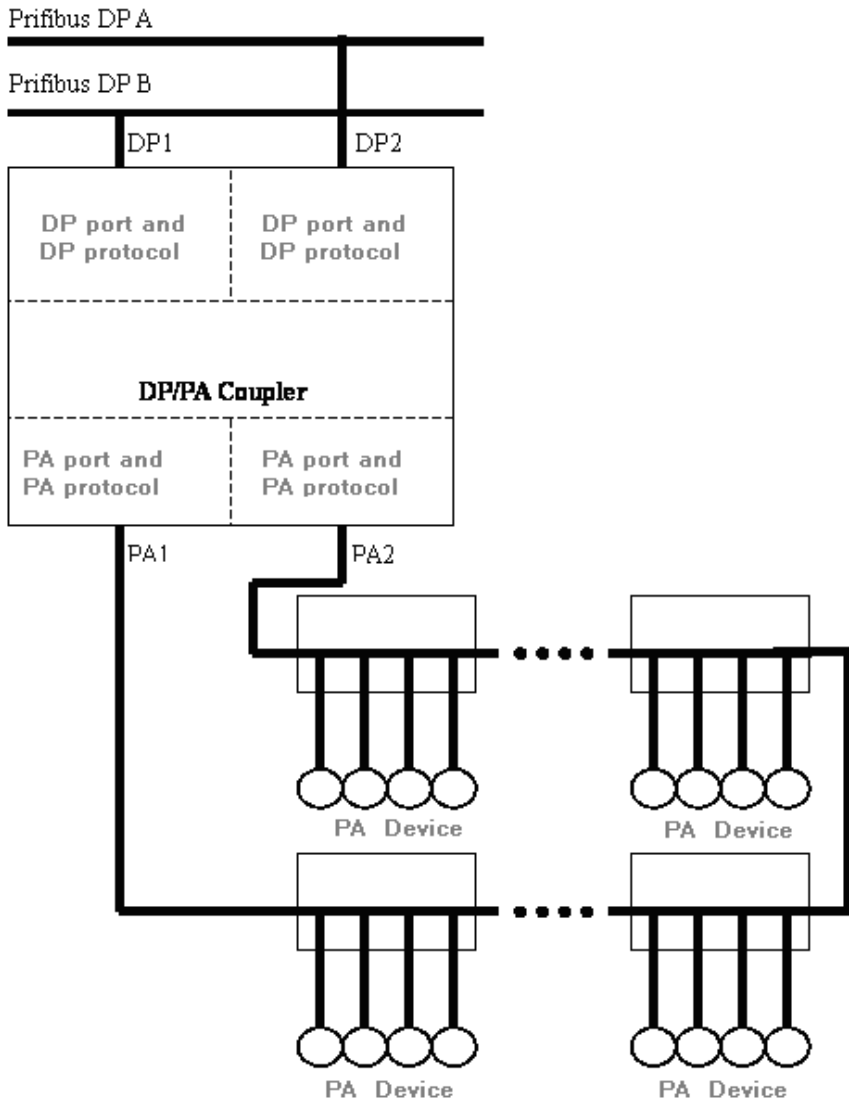 Prifibus DP A
Prifibus DP B
DP1
DP2
DP port and
DP protocol
DP port and
DP protocol
DP/PA Coupler
PA port and
PA protocol
PA port and
PA protocol
PA1
PA2
PA Device
PA Device
PA Device
PA Device